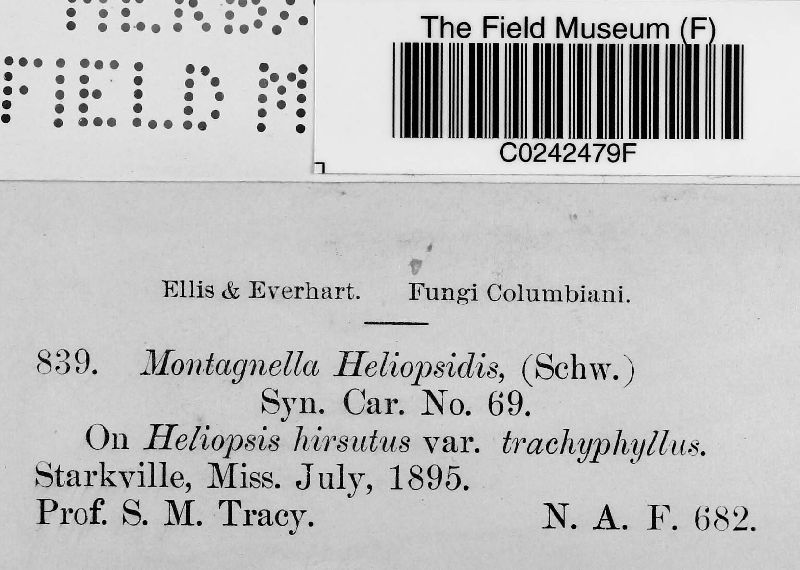 HERB.
FIELD M
The Field Museum (F)
C0242479F
Ellis & Everhart. Fungi Columbiani.
839. Montagnella Heliopsidis, (Schw.)
Syn. Car. No. 69.
On Heliopsis hirsutus var. trachyphyllus.
Starkville, Miss. July, 1895.
Prof. S. M. Tracy. N. A. F. 682.